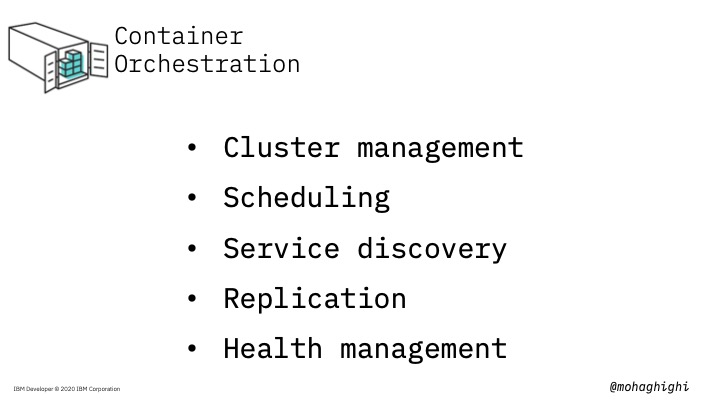 Container
Orchestration
• Cluster management
• Scheduling
• Service discovery
• Replication
• Health management
IBM Developer © 2020 IBM Corporation
@mohaghighi